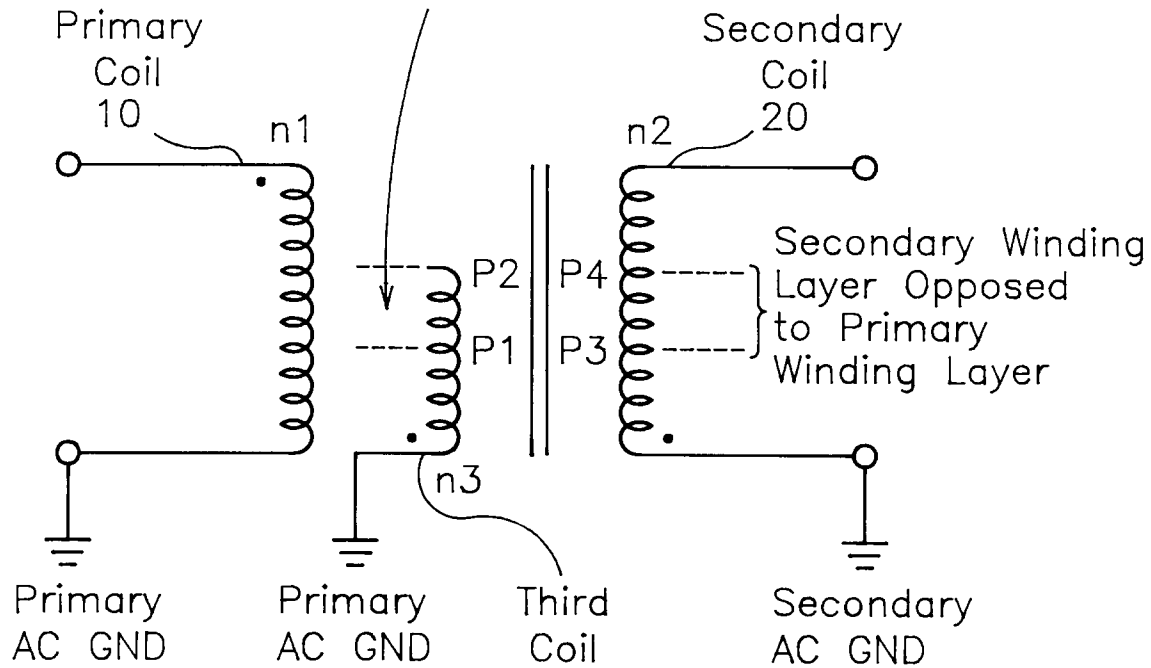 Primary
Coil
10
n1
Secondary
Coil
20
n2
P2
P4
P1
P3
Secondary Winding
Layer Opposed
to Primary
Winding Layer
n3
Primary
AC GND
Primary
AC GND
Third
Coil
Secondary
AC GND